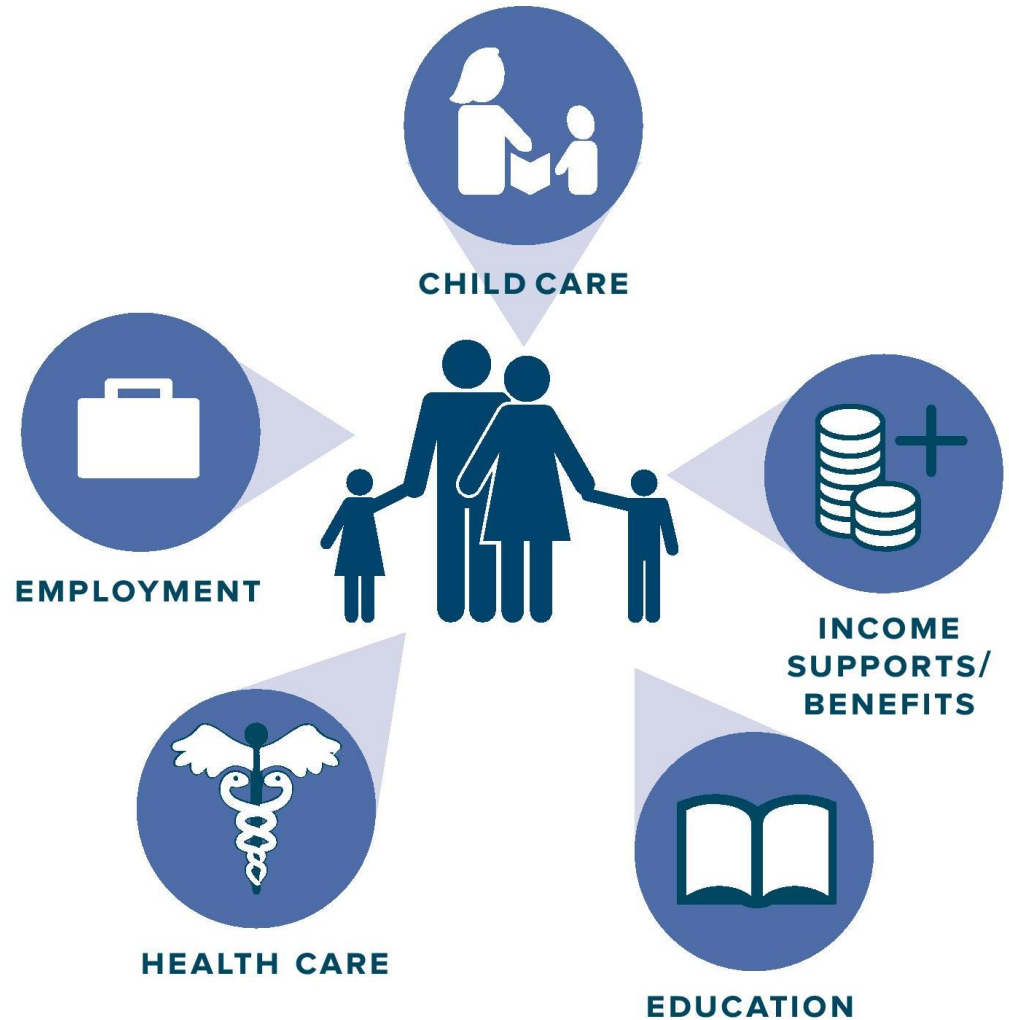 CHILD CARE
EMPLOYMENT
INCOME
SUPPORTS/
BENEFITS
HEALTH CARE
EDUCATION